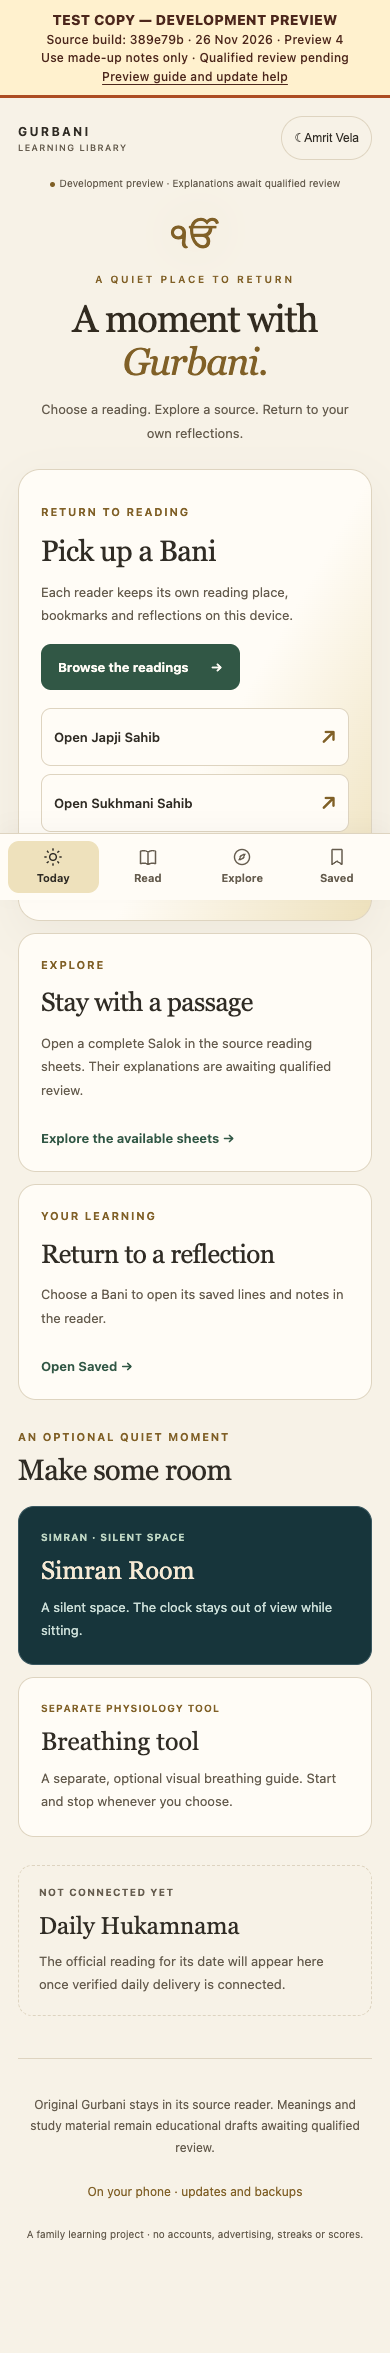 TEST COPY — DEVELOPMENT PREVIEW
Source build: 389e79b · 26 Nov 2026 · Preview 4
Use made-up notes only · Qualified review pending
Preview guide and update help
GURBANI
LEARNING LIBRARY
☾ Amrit Vela
Development preview · Explanations await qualified review
ੴ
A QUIET PLACE TO RETURN
A moment with
Gurbani.
Choose a reading. Explore a source. Return to your
own reflections.
RETURN TO READING
Pick up a Bani
Each reader keeps its own reading place,
bookmarks and reflections on this device.
Browse the readings →
Open Japji Sahib
Open Sukhmani Sahib
Today
Read
Explore
Saved
EXPLORE
Stay with a passage
Open a complete Salok in the source reading
sheets. Their explanations are awaiting qualified
review.
Explore the available sheets →
YOUR LEARNING
Return to a reflection
Choose a Bani to open its saved lines and notes in
the reader.
Open Saved →
AN OPTIONAL QUIET MOMENT
Make some room
SIMRAN · SILENT SPACE
Simran Room
A silent space. The clock stays out of view while
sitting.
SEPARATE PHYSIOLOGY TOOL
Breathing tool
A separate, optional visual breathing guide. Start
and stop whenever you choose.
NOT CONNECTED YET
Daily Hukamnama
The official reading for its date will appear here
once verified daily delivery is connected.
Original Gurbani stays in its source reader. Meanings and
study material remain educational drafts awaiting qualified
review.
On your phone · updates and backups
A family learning project · no accounts, advertising, streaks or scores.